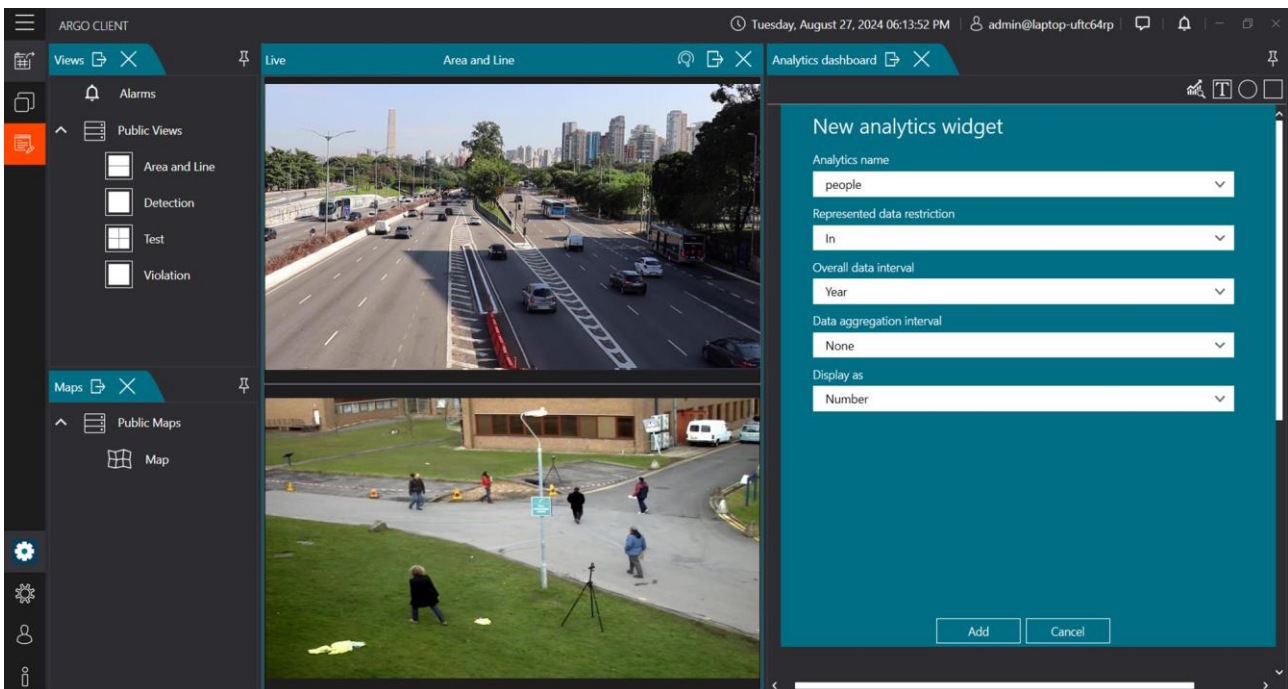 ARGO CLIENT
Tuesday, August 27, 2024 06:13:52 PM
admin@laptop-uftc64rp
Views
Alarms
Public Views
Area and Line
Detection
Test
Violation
Maps
Public Maps
Map
Live
Area and Line
Analytics dashboard
T
New analytics widget
Analytics name
people
Represented data restriction
In
Overall data interval
Year
Data aggregation interval
None
Display as
Number
Add
Cancel